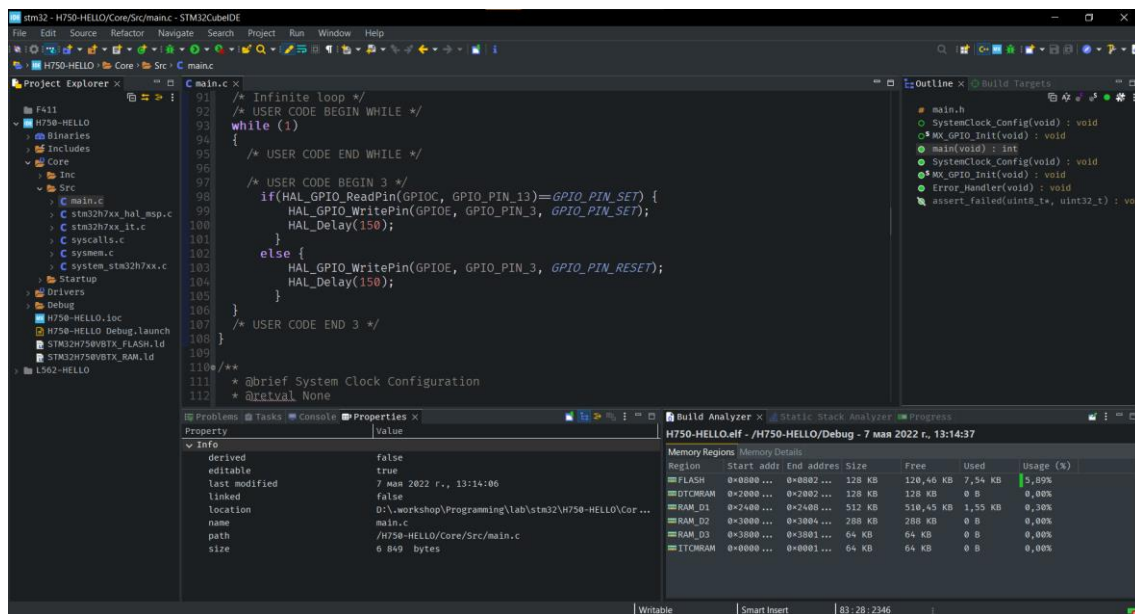 stm32 - H750-HELLO/Core/Src/main.c - STM32CubeIDE
File Edit Source Refactor Navigate Search Project Run Window Help
H750-HELLO Core Src main.c
Project Explorer
F411
H750-HELLO
Binaries
Includes
Core
Inc
Src
main.c
stm32h7xx_hal_msp.c
stm32h7xx_it.c
syscalls.c
sysmem.c
system_stm32h7xx.c
Startup
Drivers
Debug
H750-HELLO.ioc
H750-HELLO Debug.launch
STM32H750VBTX_FLASH.ld
STM32H750VBTX_RAM.ld
L562-HELLO
main.c
91 /* Infinite loop */
92 /* USER CODE BEGIN WHILE */
93 while (1)
94 {
95 /* USER CODE END WHILE */
96
97 /* USER CODE BEGIN 3 */
98 if(HAL_GPIO_ReadPin(GPIOC, GPIO_PIN_13)==GPIO_PIN_SET) {
99 HAL_GPIO_WritePin(GPIOE, GPIO_PIN_3, GPIO_PIN_SET);
100 HAL_Delay(150);
101 }
102 else {
103 HAL_GPIO_WritePin(GPIOE, GPIO_PIN_3, GPIO_PIN_RESET);
104 HAL_Delay(150);
105 }
106 }
107 /* USER CODE END 3 */
108 }
109
110 /**
111 * @brief System Clock Configuration
112 * @retval None
Outline Build Targets
main.h
SystemClock_Config(void) : void
MX_GPIO_Init(void) : void
main(void) : int
SystemClock_Config(void) : void
MX_GPIO_Init(void) : void
Error_Handler(void) : void
assert_failed(uint8_t*, uint32_t) : vo
Problems Tasks Console Properties
Property Value
Info
derived false
editable true
last modified 7 мая 2022 г., 13:14:06
linked false
location D:\.workshop\Programming\lab\stm32\H750-HELLO\Cor...
name main.c
path /H750-HELLO/Core/Src/main.c
size 6 849 bytes
Build Analyzer Static Stack Analyzer Progress
H750-HELLO.elf - /H750-HELLO/Debug - 7 мая 2022 г., 13:14:37
Memory Regions Memory Details
Region Start addr End addres Size Free Used Usage (%)
FLASH 0x0800... 0x0802... 128 KB 120,46 KB 7,54 KB 5,89%
DTCMRAM 0x2000... 0x2002... 128 KB 128 KB 0 B 0,00%
RAM_D1 0x2400... 0x2408... 512 KB 510,45 KB 1,55 KB 0,30%
RAM_D2 0x3000... 0x3004... 288 KB 288 KB 0 B 0,00%
RAM_D3 0x3800... 0x3801... 64 KB 64 KB 0 B 0,00%
ITCMRAM 0x0000... 0x0001... 64 KB 64 KB 0 B 0,00%
Writable Smart Insert 83:28:2346